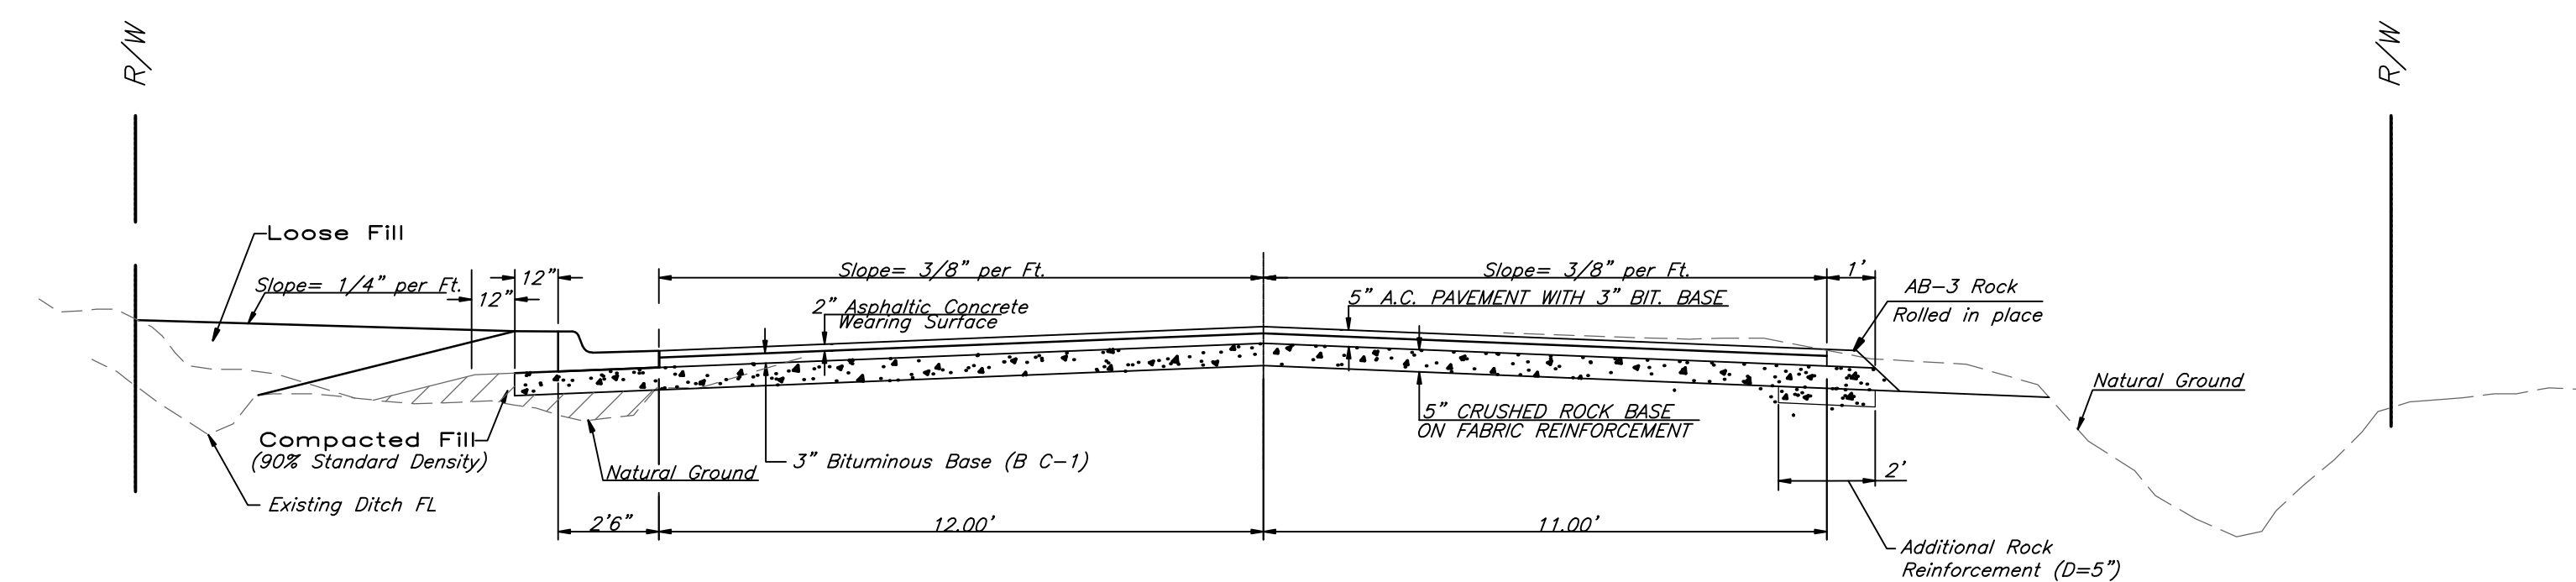 R/W
R/W
Loose Fill
Slope= 1/4" per Ft.
12"
12"
Slope= 3/8" per Ft.
Slope= 3/8" per Ft.
1'
2" Asphaltic Concrete
Wearing Surface
5" A.C. PAVEMENT WITH 3" BIT. BASE
AB-3 Rock
Rolled in place
Natural Ground
Compacted Fill
(90% Standard Density)
Existing Ditch FL
Natural Ground
3" Bituminous Base (B C-1)
5" CRUSHED ROCK BASE
ON FABRIC REINFORCEMENT
2'
2'6"
12.00'
11.00'
Additional Rock
Reinforcement (D=5")